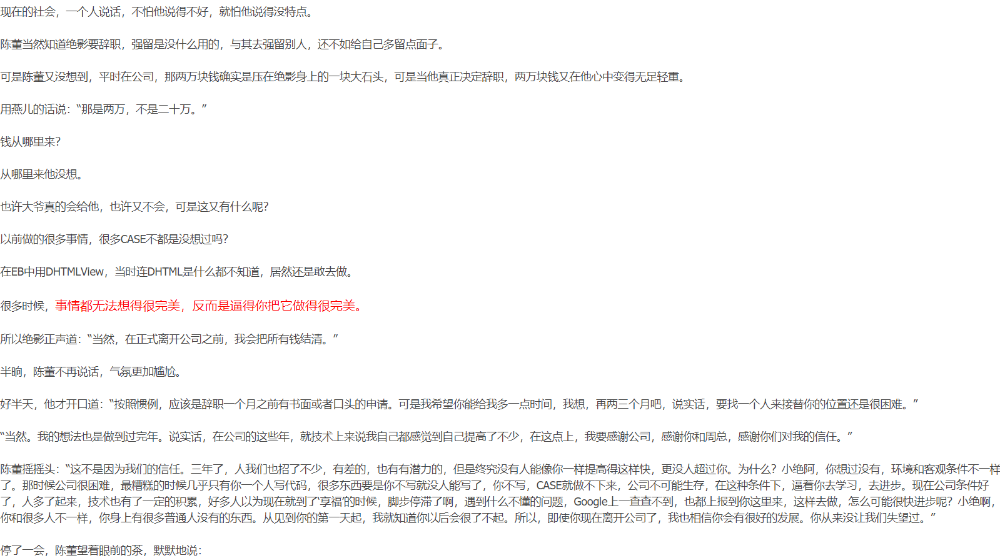 现在的社会，一个人说话，不怕他说得不好，就怕他说得没特点。
陈董当然知道绝影要辞职，强留是没什么用的，与其去强留别人，还不如给自己多留点面子。
可是陈董又没想到，平时在公司，那两万块钱确实是压在绝影身上的一块大石头，可是当他真正决定辞职，两万块钱又在他心中变得无足轻重。
用燕儿的话说：“那是两万，不是二十万。”
钱从哪里来？
从哪里来他没想。
也许大爷真的会给他，也许又不会，可是这又有什么呢？
以前做的很多事情，很多CASE不都是没想过吗？
在EB中用DHTMLView，当时连DHTML是什么都不知道，居然还是敢去做。
很多时候，事情都无法想得很完美，反而是逼得你把它做得很完美。
所以绝影正声道：“当然，在正式离开公司之前，我会把所有钱结清。”
半晌，陈董不再说话，气氛更加尴尬。
好半天，他才开口道：“按照惯例，应该是辞职一个月之前有书面或者口头的申请。可是我希望你能给我多一点时间，我想，再两三个月吧，说实话，要找一个人来接替你的位置还是很困难。”
“当然。我的想法也是做到过完年。说实话，在公司的这些年，就技术上来说我自己都感觉到自己提高了不少，在这点上，我要感谢公司，感谢你和周总，感谢你们对我的信任。”
陈董摇摇头：“这不是因为我们的信任。三年了，人我们也招了不少，有差的，也有有潜力的，但是终究没有人能像你一样提高得这样快，更没人超过你。为什么？小绝阿，你想过没有，环境和客观条件不一样
了。那时候公司很困难，最糟糕的时候几乎只有你一个人写代码，很多东西要是你不写就没人能写了，你不写，CASE就做不下来，公司不可能生存，在这种条件下，逼着你去学习，去进步。现在公司条件好
了，人多了起来，技术也有了一定的积累，好多人以为现在就到了‘享福’的时候，脚步停滞了啊，遇到什么不懂的问题，Google上一查查不到，也都上报到你这里来，这样去做，怎么可能很快进步呢？小绝啊，
你和很多人不一样，你身上有很多普通人没有的东西。从见到你的第一天起，我就知道你以后会很了不起。所以，即使你现在离开公司了，我也相信你会有很好的发展。你从来没让我们失望过。”
停了一会，陈董望着眼前的茶，默默地说：